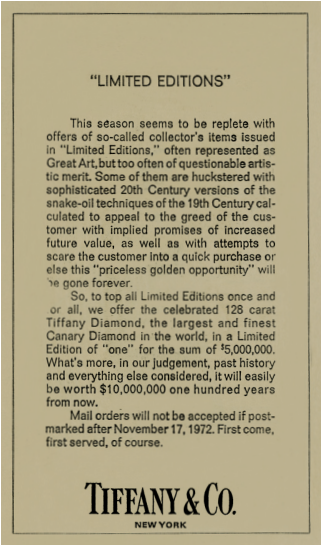 "LIMITED EDITIONS"
This season seems to be replete with
offers of so-called collector's items issued
in "Limited Editions," often represented as
Great Art, but too often of questionable artis-
tic merit. Some of them are huckstered with
sophisticated 20th Century versions of the
snake-oil techniques of the 19th Century cal-
culated to appeal to the greed of the cus-
tomer with implied promises of increased
future value, as well as with attempts to
scare the customer into a quick purchase or
else this "priceless golden opportunity" will
be gone forever.
So, to top all Limited Editions once and
or all, we offer the celebrated 128 carat
Tiffany Diamond, the largest and finest
Canary Diamond in the world, in a Limited
Edition of "one" for the sum of $5,000,000.
What's more, in our judgement, past history
and everything else considered, it will easily
be worth $10,000,000 one hundred years
from now.
Mail orders will not be accepted if post-
marked after November 17, 1972. First come,
first served, of course.
TIFFANY & CO.
NEW YORK